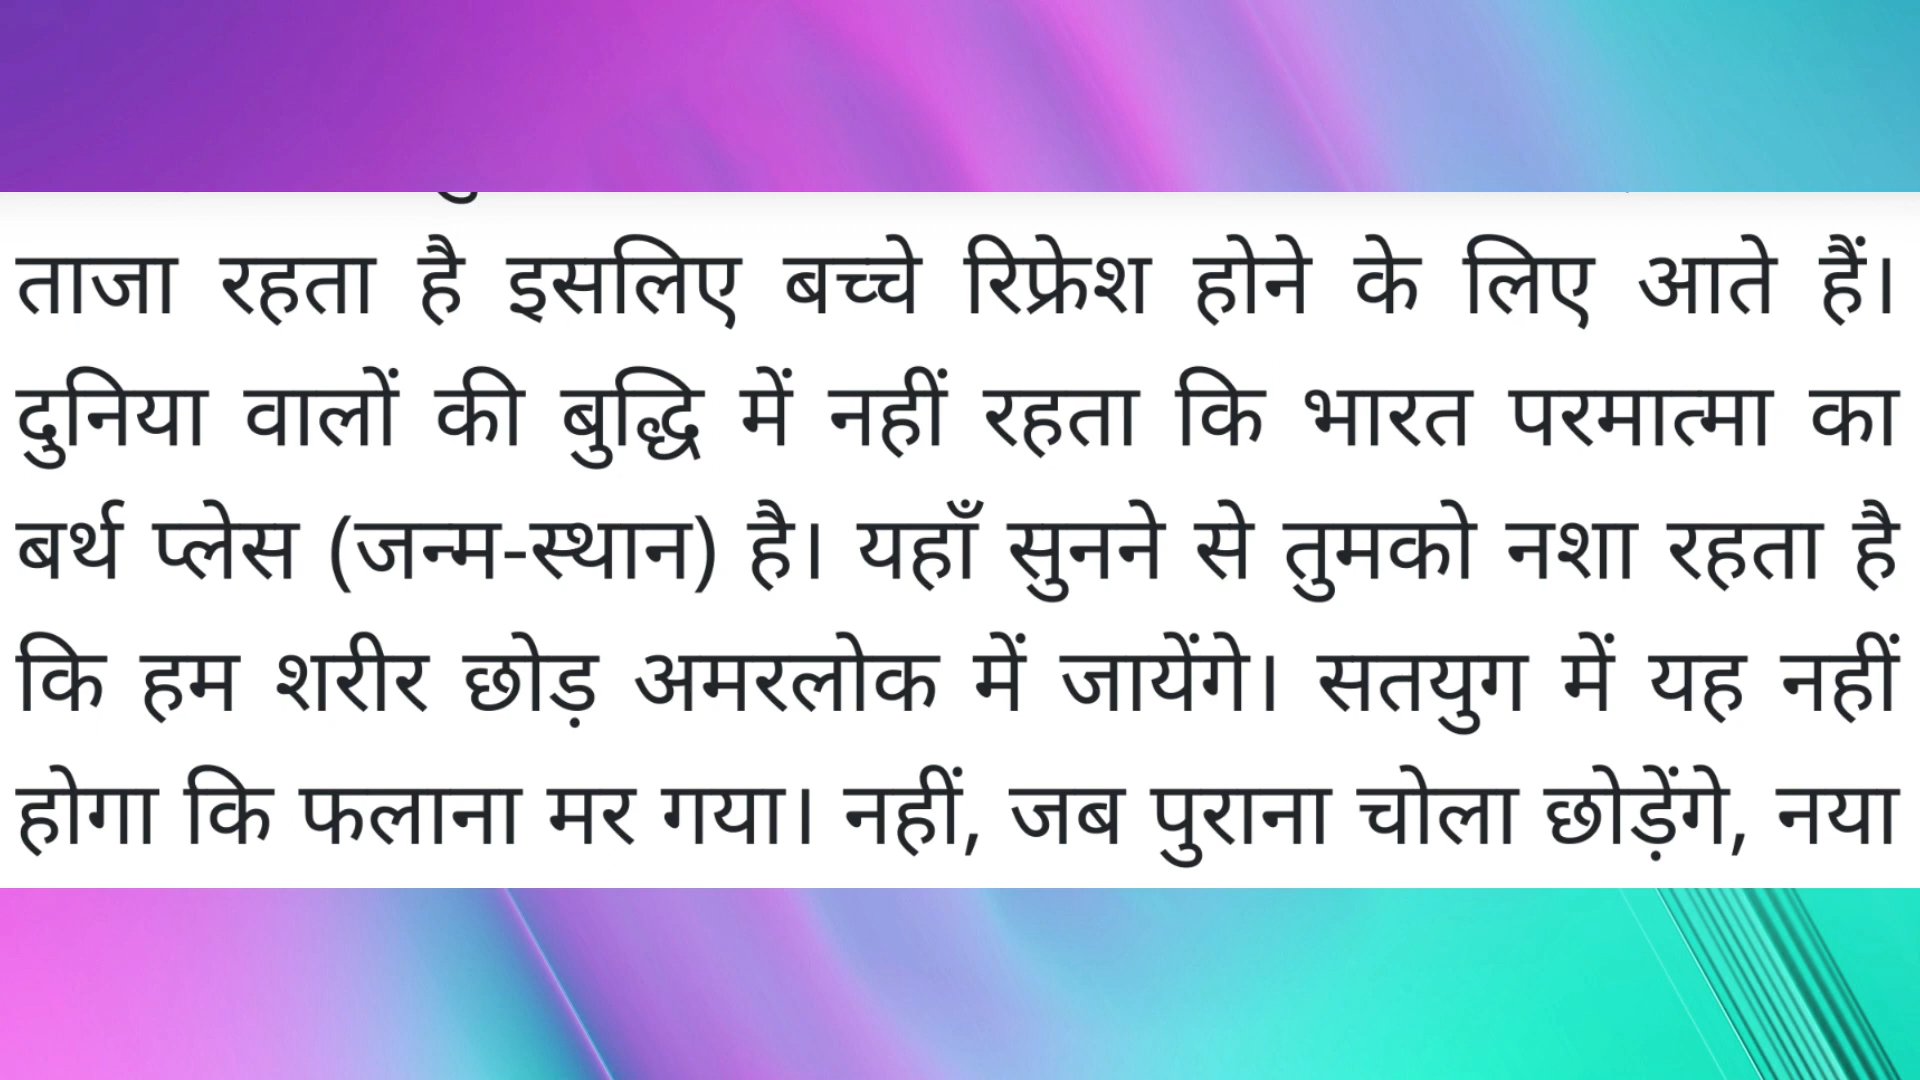 ताजा रहता है इसलिए बच्चे रिफ्रेश होने के लिए आते हैं।
दुनिया वालों की बुद्धि में नहीं रहता कि भारत परमात्मा का
बर्थ प्लेस (जन्म-स्थान) है। यहाँ सुनने से तुमको नशा रहता है
कि हम शरीर छोड़ अमरलोक में जायेंगे। सतयुग में यह नहीं
होगा कि फलाना मर गया। नहीं, जब पुराना चोला छोड़ेंगे, नया